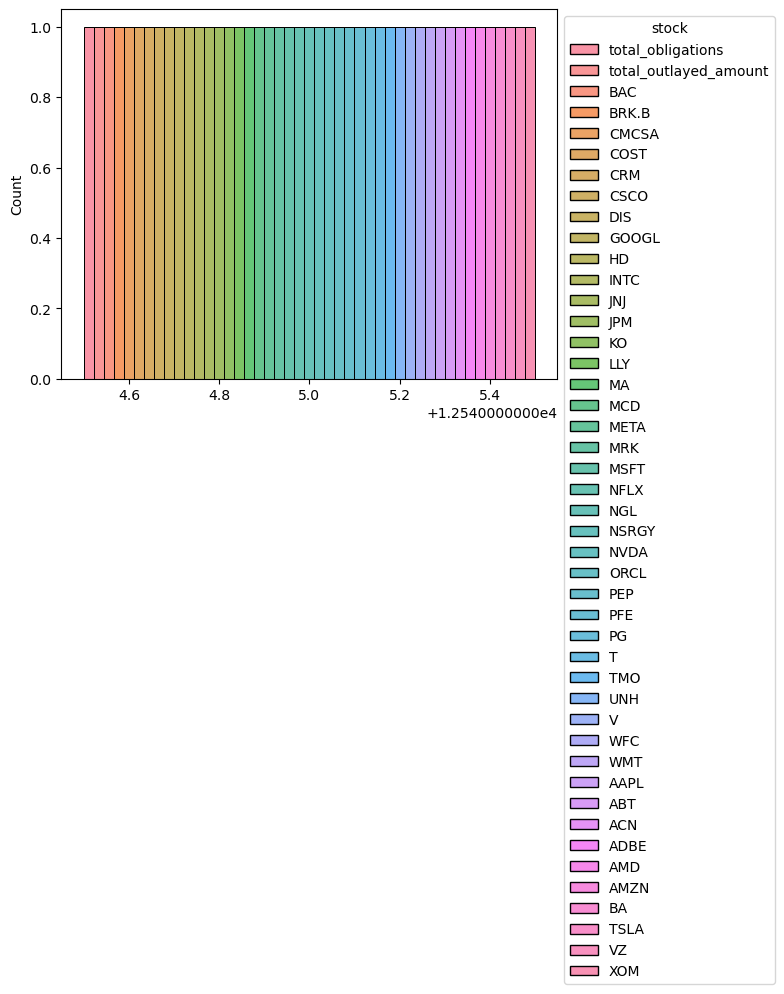 1.0
0.8
0.6
0.4
0.2
0.0
Count
4.6
4.8
5.0
5.2
5.4
+1.2540000000e4
stock
total_obligations
total_outlayed_amount
BAC
BRK.B
CMCSA
COST
CRM
CSCO
DIS
GOOGL
HD
INTC
JNJ
JPM
KO
LLY
MA
MCD
META
MRK
MSFT
NFLX
NGL
NSRGY
NVDA
ORCL
PEP
PFE
PG
T
TMO
UNH
V
WFC
WMT
AAPL
ABT
ACN
ADBE
AMD
AMZN
BA
TSLA
VZ
XOM